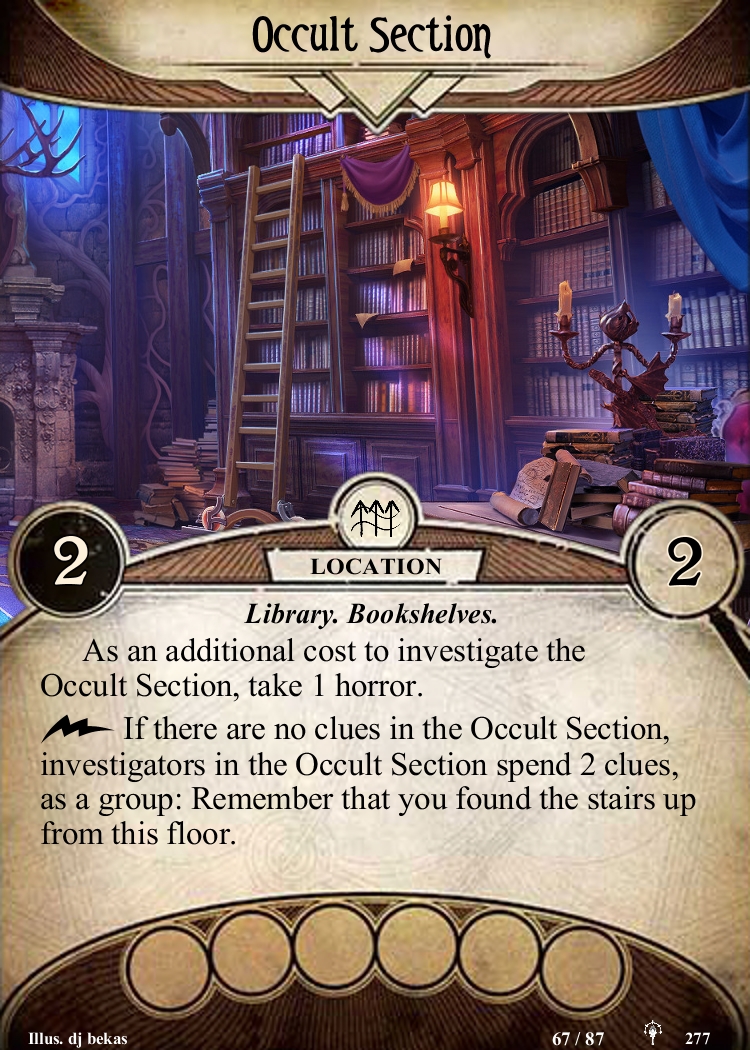 Occult Section
2
LOCATION
2
Library. Bookshelves.
As an additional cost to investigate the
Occult Section, take 1 horror.
If there are no clues in the Occult Section,
investigators in the Occult Section spend 2 clues,
as a group: Remember that you found the stairs up
from this floor.
Illus. dj bekas
67 / 87
277